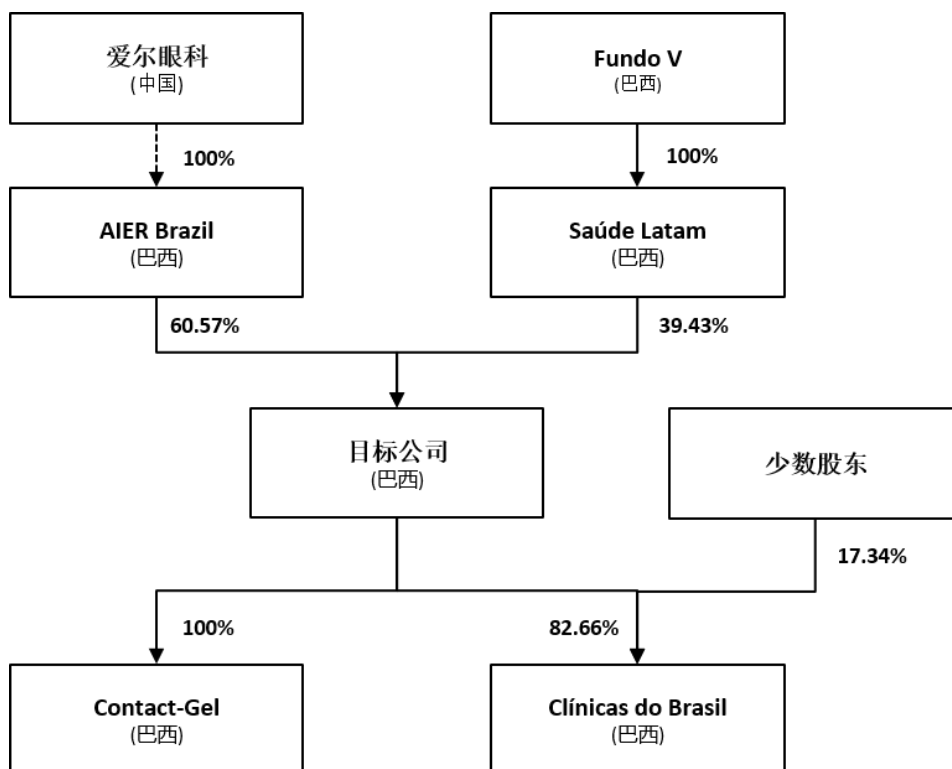 爱尔眼科
(中国)
Fundo V
(巴西)
100%
100%
AIER Brazil
(巴西)
Saúde Latam
(巴西)
60.57%
39.43%
目标公司
(巴西)
少数股东
17.34%
100%
82.66%
Contact-Gel
(巴西)
Clínicas do Brasil
(巴西)